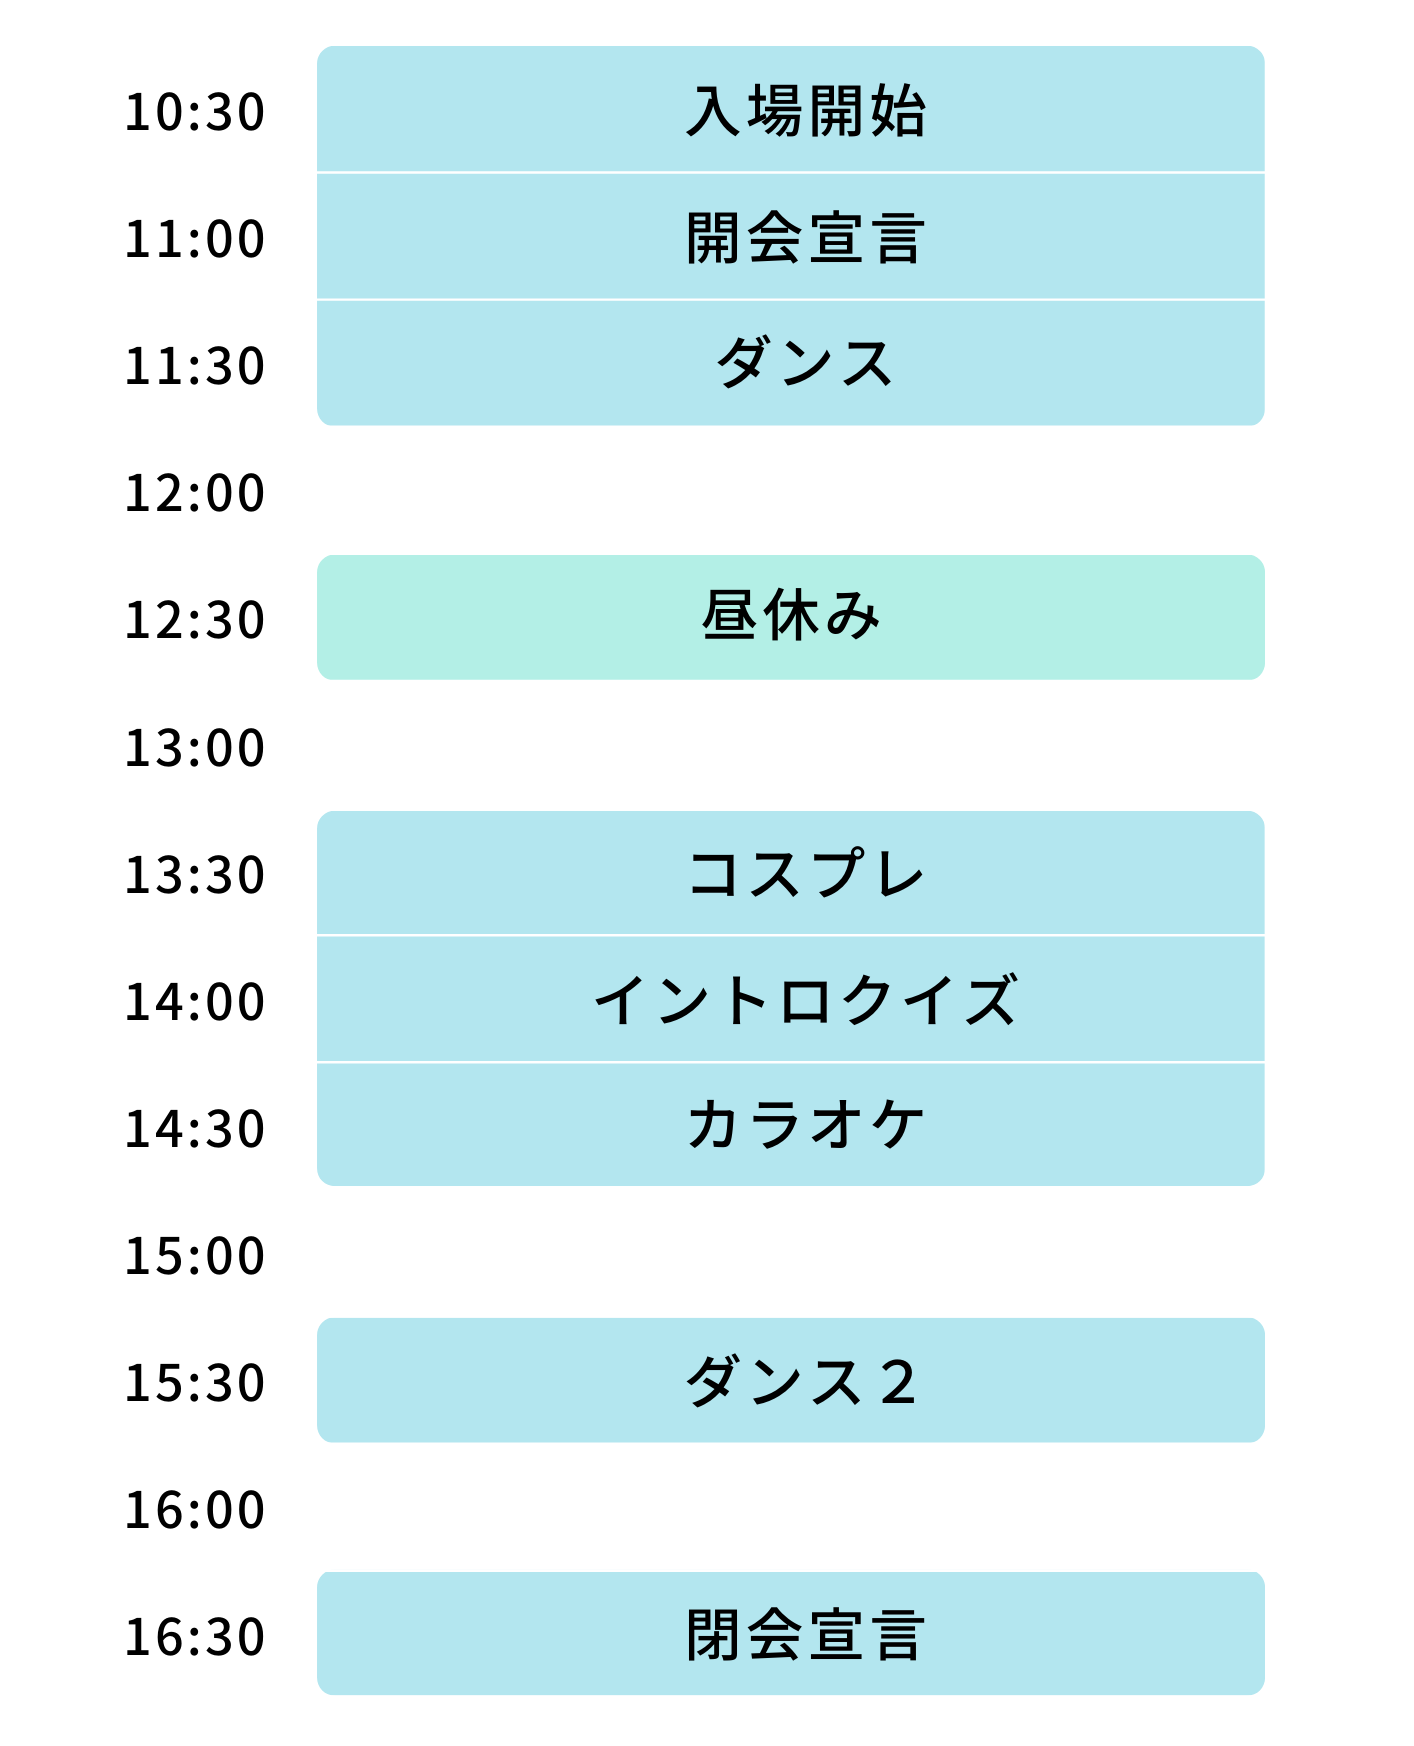 10:30 入場開始
11:00 開会宣言
11:30 ダンス
12:00
12:30 昼休み
13:00
13:30 コスプレ
14:00 イントロクイズ
14:30 カラオケ
15:00
15:30 ダンス２
16:00
16:30 閉会宣言